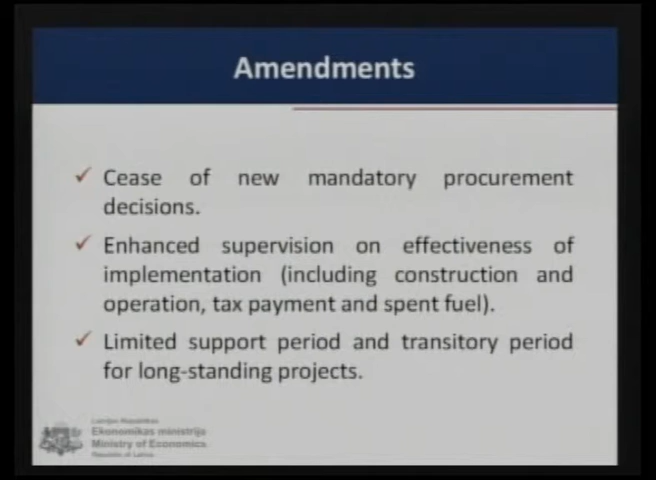 Amendments
✓ Cease of new mandatory procurement
decisions.
✓ Enhanced supervision on effectiveness of
implementation (including construction and
operation, tax payment and spent fuel).
✓ Limited support period and transitory period
for long-standing projects.
Latvijas Republikas
Ekonomikas ministrija
Ministry of Economics
Republic of Latvia